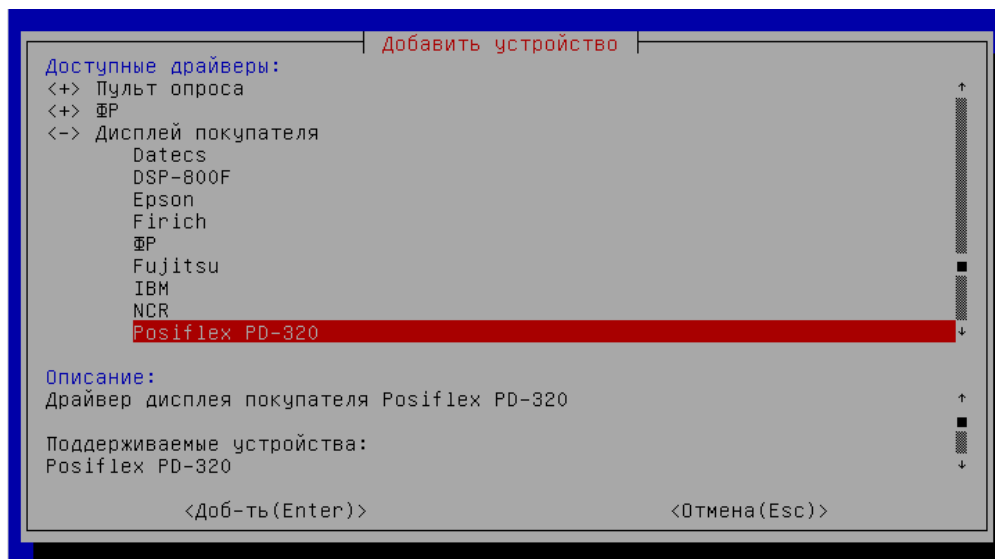 Добавить устройство
Доступные драйверы:
<+> Пульт опроса
<+> ФР
<-> Дисплей покупателя
Datecs
DSP-800F
Epson
Firich
ФР
Fujitsu
IBM
NCR
Posiflex PD-320
Описание:
Драйвер дисплея покупателя Posiflex PD-320
Поддерживаемые устройства:
Posiflex PD-320
<Доб-ть(Enter)> <Отмена(Esc)>